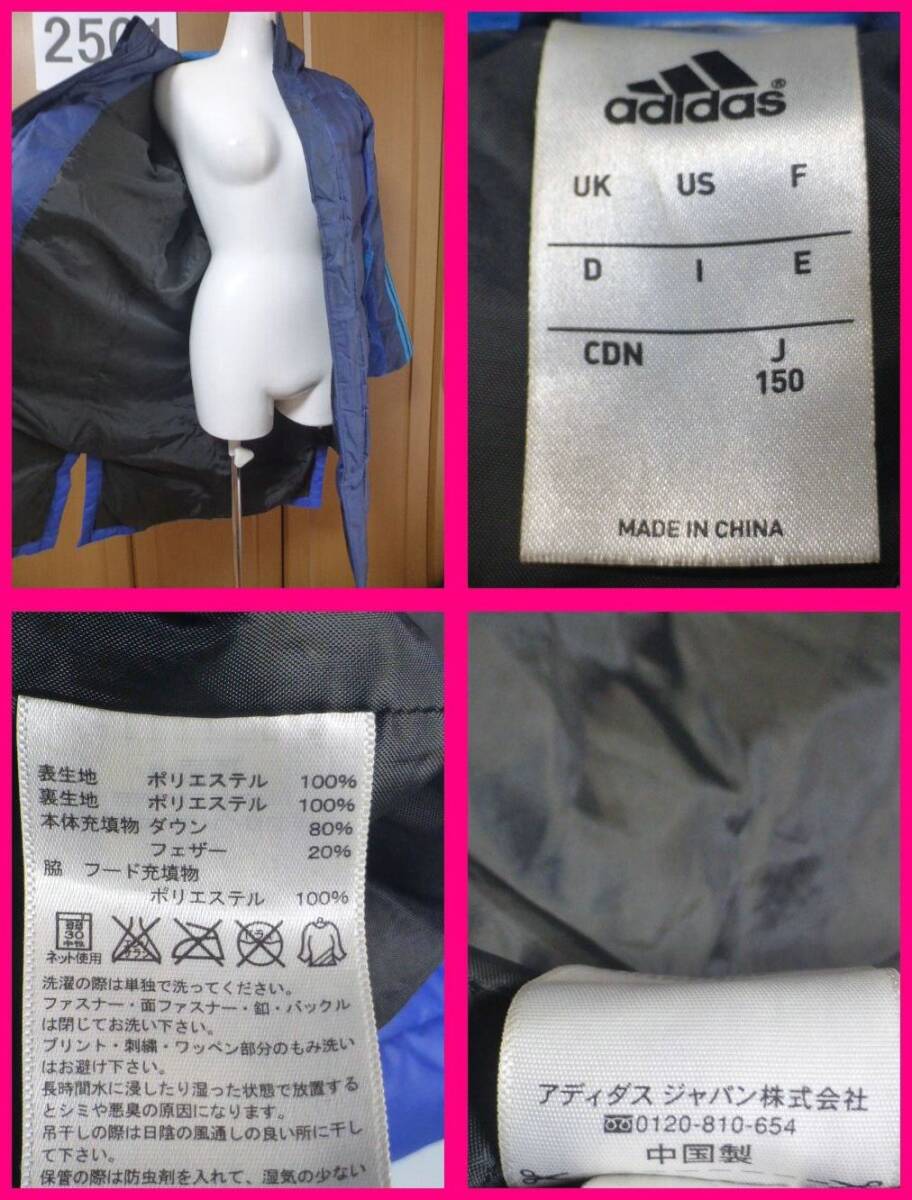 adidas®
UK US F
D I E
CDN J
150
MADE IN CHINA
表生地 ポリエステル 100%
裏生地 ポリエステル 100%
本体充填物 ダウン 80%
フェザー 20%
脇 フード充填物
ポリエステル 100%
30
中性
ネット使用
洗濯の際は単独で洗ってください。
ファスナー・面ファスナー・釦・バックル
は閉じてお洗い下さい。
プリント・刺繍・ワッペン部分のもみ洗い
はお避け下さい。
長時間水に浸したり湿った状態で放置する
とシミや悪臭の原因になります。
吊干しの際は日陰の風通しの良い所に干し
て下さい。
保管の際は防虫剤を入れて、湿気の少ない
アディダス ジャパン株式会社
0120-810-654
中国製